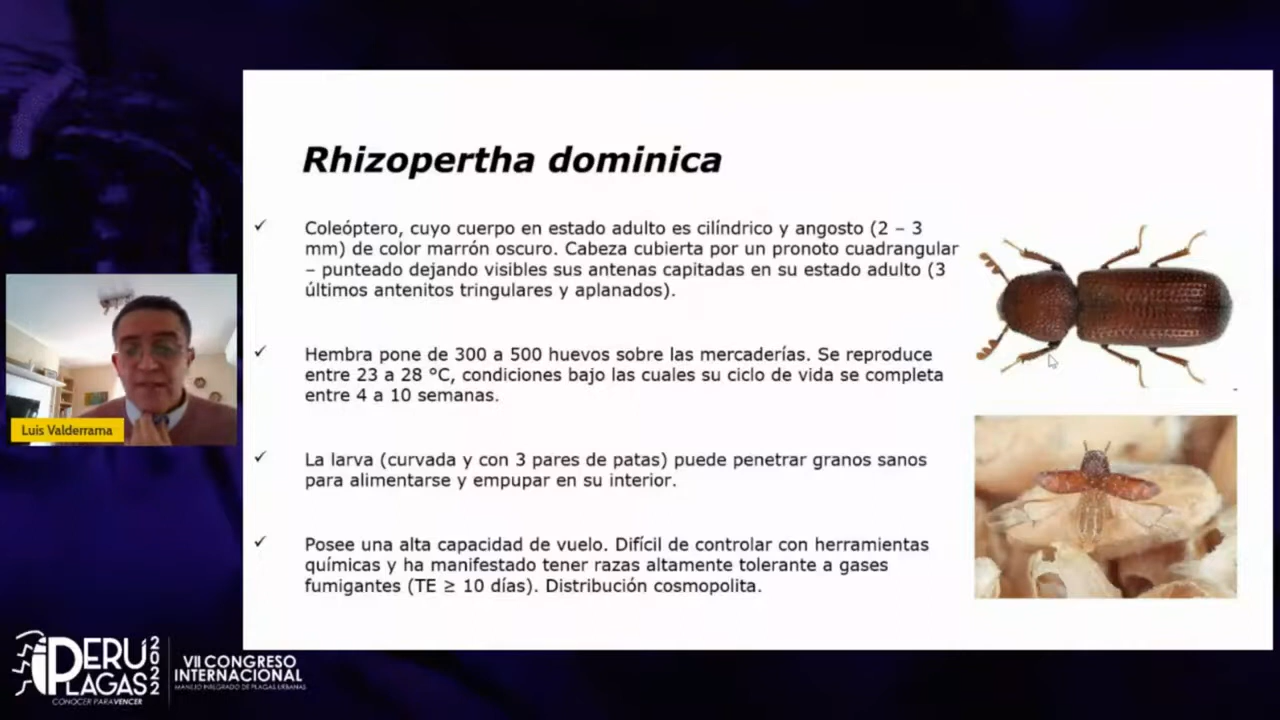 Rhizopertha dominica
✓ Coleóptero, cuyo cuerpo en estado adulto es cilíndrico y angosto (2 – 3
mm) de color marrón oscuro. Cabeza cubierta por un pronoto cuadrangular
– punteado dejando visibles sus antenas capitadas en su estado adulto (3
últimos antenitos tringulares y aplanados).
✓ Hembra pone de 300 a 500 huevos sobre las mercaderías. Se reproduce
entre 23 a 28 °C, condiciones bajo las cuales su ciclo de vida se completa
entre 4 a 10 semanas.
✓ La larva (curvada y con 3 pares de patas) puede penetrar granos sanos
para alimentarse y empupar en su interior.
✓ Posee una alta capacidad de vuelo. Difícil de controlar con herramientas
químicas y ha manifestado tener razas altamente tolerante a gases
fumigantes (TE ≥ 10 días). Distribución cosmopolita.
Luis Valderrama
PERÚ
PLAGAS
2022
CONOCER PARA VENCER
VII CONGRESO
INTERNACIONAL
MANEJO INTEGRADO DE PLAGAS URBANAS